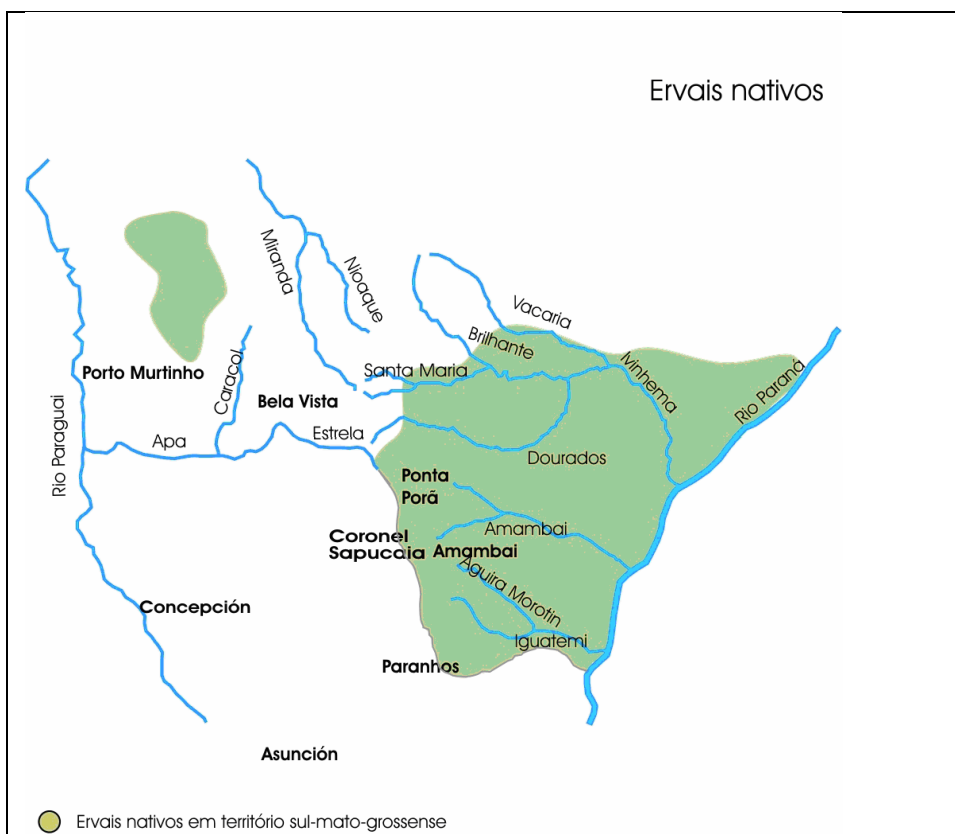 Ervais nativos
Miranda
Nioaque
Vacaria
Brilhante
Ivinhema
Santa Maria
Porto Murtinho
Caracol
Bela Vista
Rio Paraná
Rio Paraguai
Apa
Estrela
Dourados
Ponta
Porã
Coronel
Sapucaia
Amambai
Amambai
Aguira Morotin
Concepción
Iguatemi
Paranhos
Asunción
Ervais nativos em território sul-mato-grossense